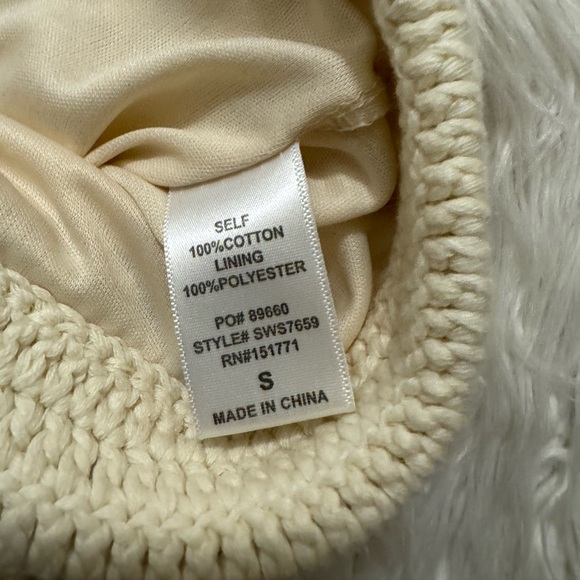 SELF
100%COTTON
LINING
100%POLYESTER
PO# 89660
STYLE# SWS7659
RN#151771
S
MADE IN CHINA